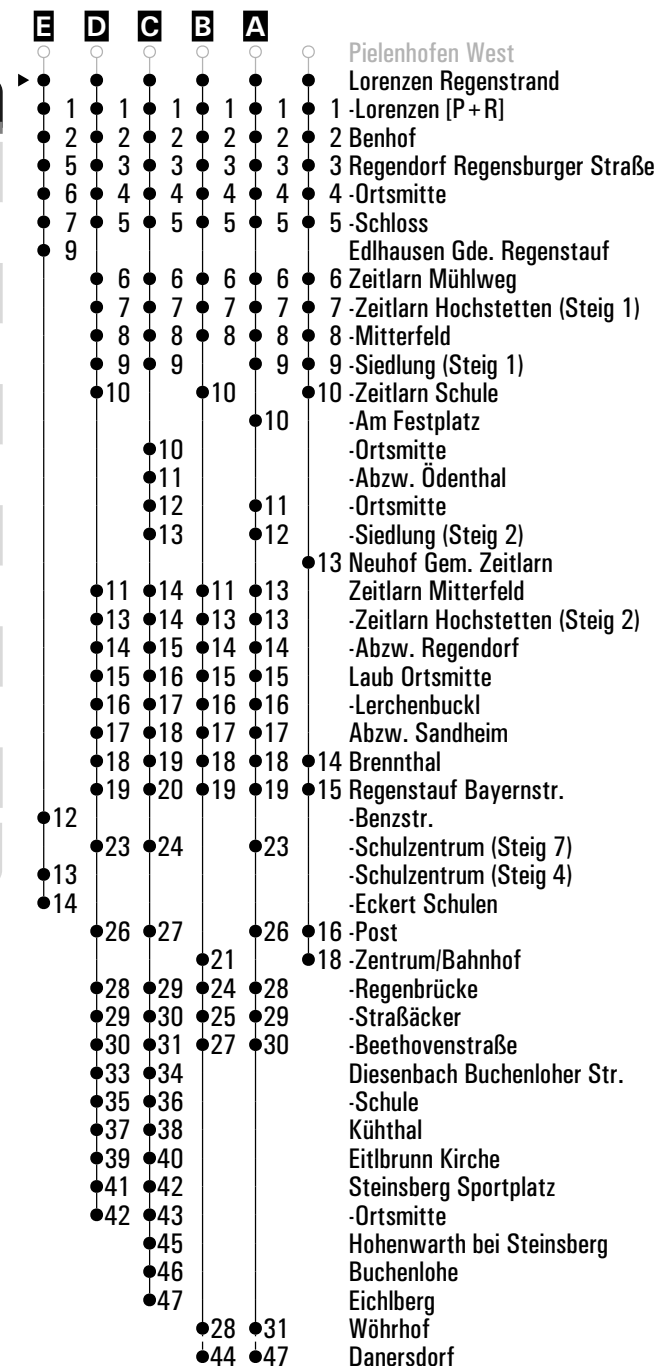 E D C B A
Pielenhofen West
Lorenzen Regenstrand
1 1 1 1 1 1 -Lorenzen [P+R]
2 2 2 2 2 2 Benhof
5 3 3 3 3 3 Regendorf Regensburger Straße
6 4 4 4 4 4 -Ortsmitte
7 5 5 5 5 5 -Schloss
9 Edlhausen Gde. Regenstauf
6 6 6 6 6 Zeitlarn Mühlweg
7 7 7 7 7 -Zeitlarn Hochstetten (Steig 1)
8 8 8 8 8 -Mitterfeld
9 9 9 9 -Siedlung (Steig 1)
10 10 10 -Zeitlarn Schule
10 -Am Festplatz
10 -Ortsmitte
11 -Abzw. Ödenthal
12 11 -Ortsmitte
13 12 -Siedlung (Steig 2)
13 Neuhof Gem. Zeitlarn
11 14 11 13 Zeitlarn Mitterfeld
13 14 13 13 -Zeitlarn Hochstetten (Steig 2)
14 15 14 14 -Abzw. Regendorf
15 16 15 15 Laub Ortsmitte
16 17 16 16 -Lerchenbuckl
17 18 17 17 Abzw. Sandheim
18 19 18 18 14 Brennthal
19 20 19 19 15 Regenstauf Bayernstr.
12 -Benzstr.
23 24 23 -Schulzentrum (Steig 7)
13 -Schulzentrum (Steig 4)
14 -Eckert Schulen
26 27 26 16 -Post
21 18 -Zentrum/Bahnhof
28 29 24 28 -Regenbrücke
29 30 25 29 -Straßäcker
30 31 27 30 -Beethovenstraße
33 34 Diesenbach Buchenloher Str.
35 36 -Schule
37 38 Kühthal
39 40 Eitlbrunn Kirche
41 42 Steinsberg Sportplatz
42 43 -Ortsmitte
45 Hohenwarth bei Steinsberg
46 Buchenlohe
47 Eichlberg
28 31 Wöhrhof
44 47 Danersdorf